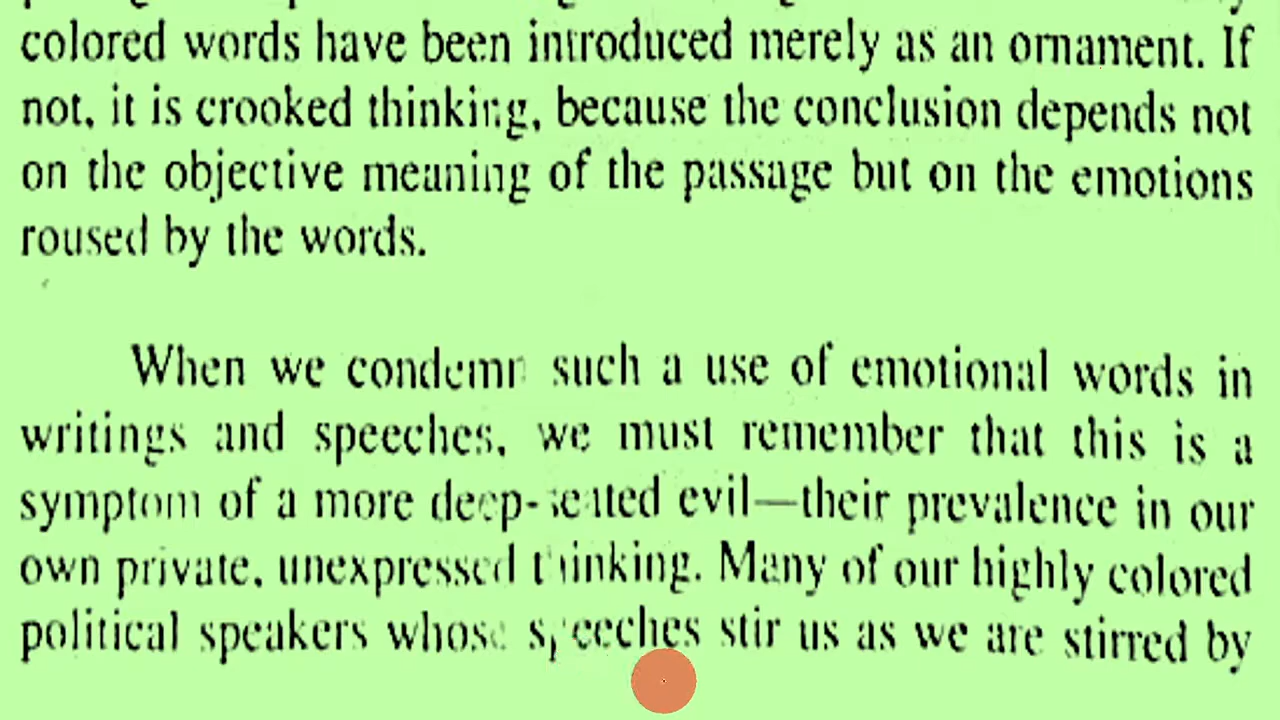 colored words have been introduced merely as an ornament. If
not, it is crooked thinking, because the conclusion depends not
on the objective meaning of the passage but on the emotions
roused by the words.
When we condemn such a use of emotional words in
writings and speeches, we must remember that this is a
symptom of a more deep-seated evil—their prevalence in our
own private, unexpressed thinking. Many of our highly colored
political speakers whose speeches stir us as we are stirred by